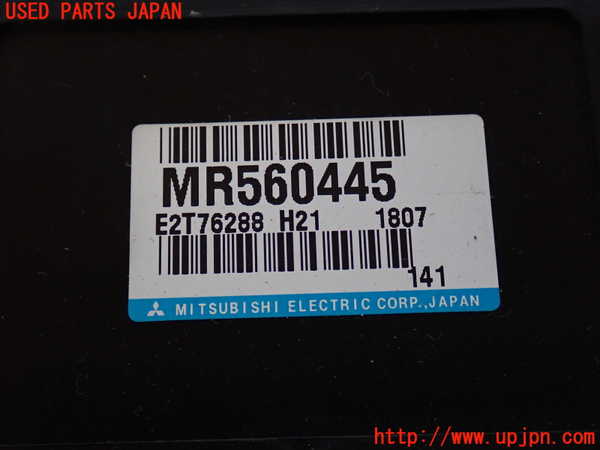 USED PARTS JAPAN
MR560445
E2T76288 H21 1807
141
MITSUBISHI ELECTRIC CORP.,JAPAN
http://www.upjpn.com/